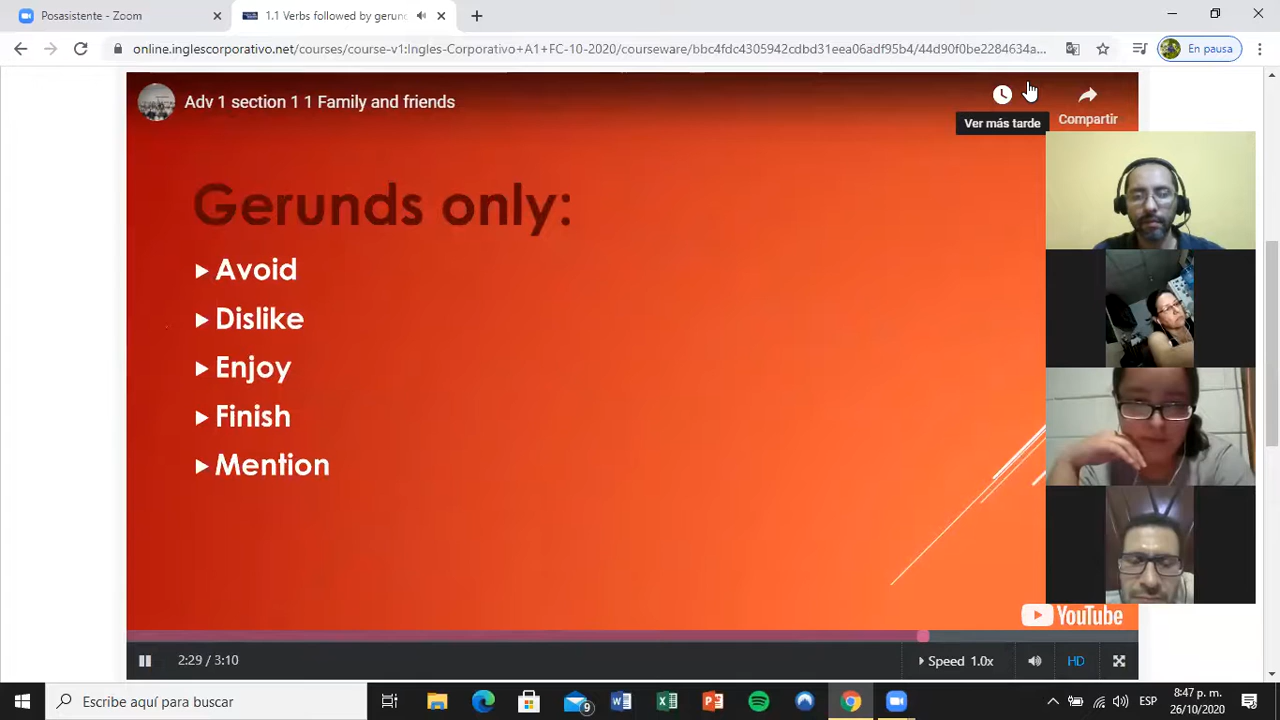 Posasistente - Zoom
1.1 Verbs followed by gerund
online.inglescorporativo.net/courses/course-v1:Ingles-Corporativo+A1+FC-10-2020/courseware/bbc4fdc4305942cdbd31eea06adf95b4/44d90f0be2284634a...
En pausa
Adv 1 section 1 1 Family and friends
Ver más tarde
Compartir
Gerunds only:
Avoid
Dislike
Enjoy
Finish
Mention
YouTube
2:29 / 3:10
Speed 1.0x
HD
Escribe aquí para buscar
9
ESP
8:47 p. m.
26/10/2020